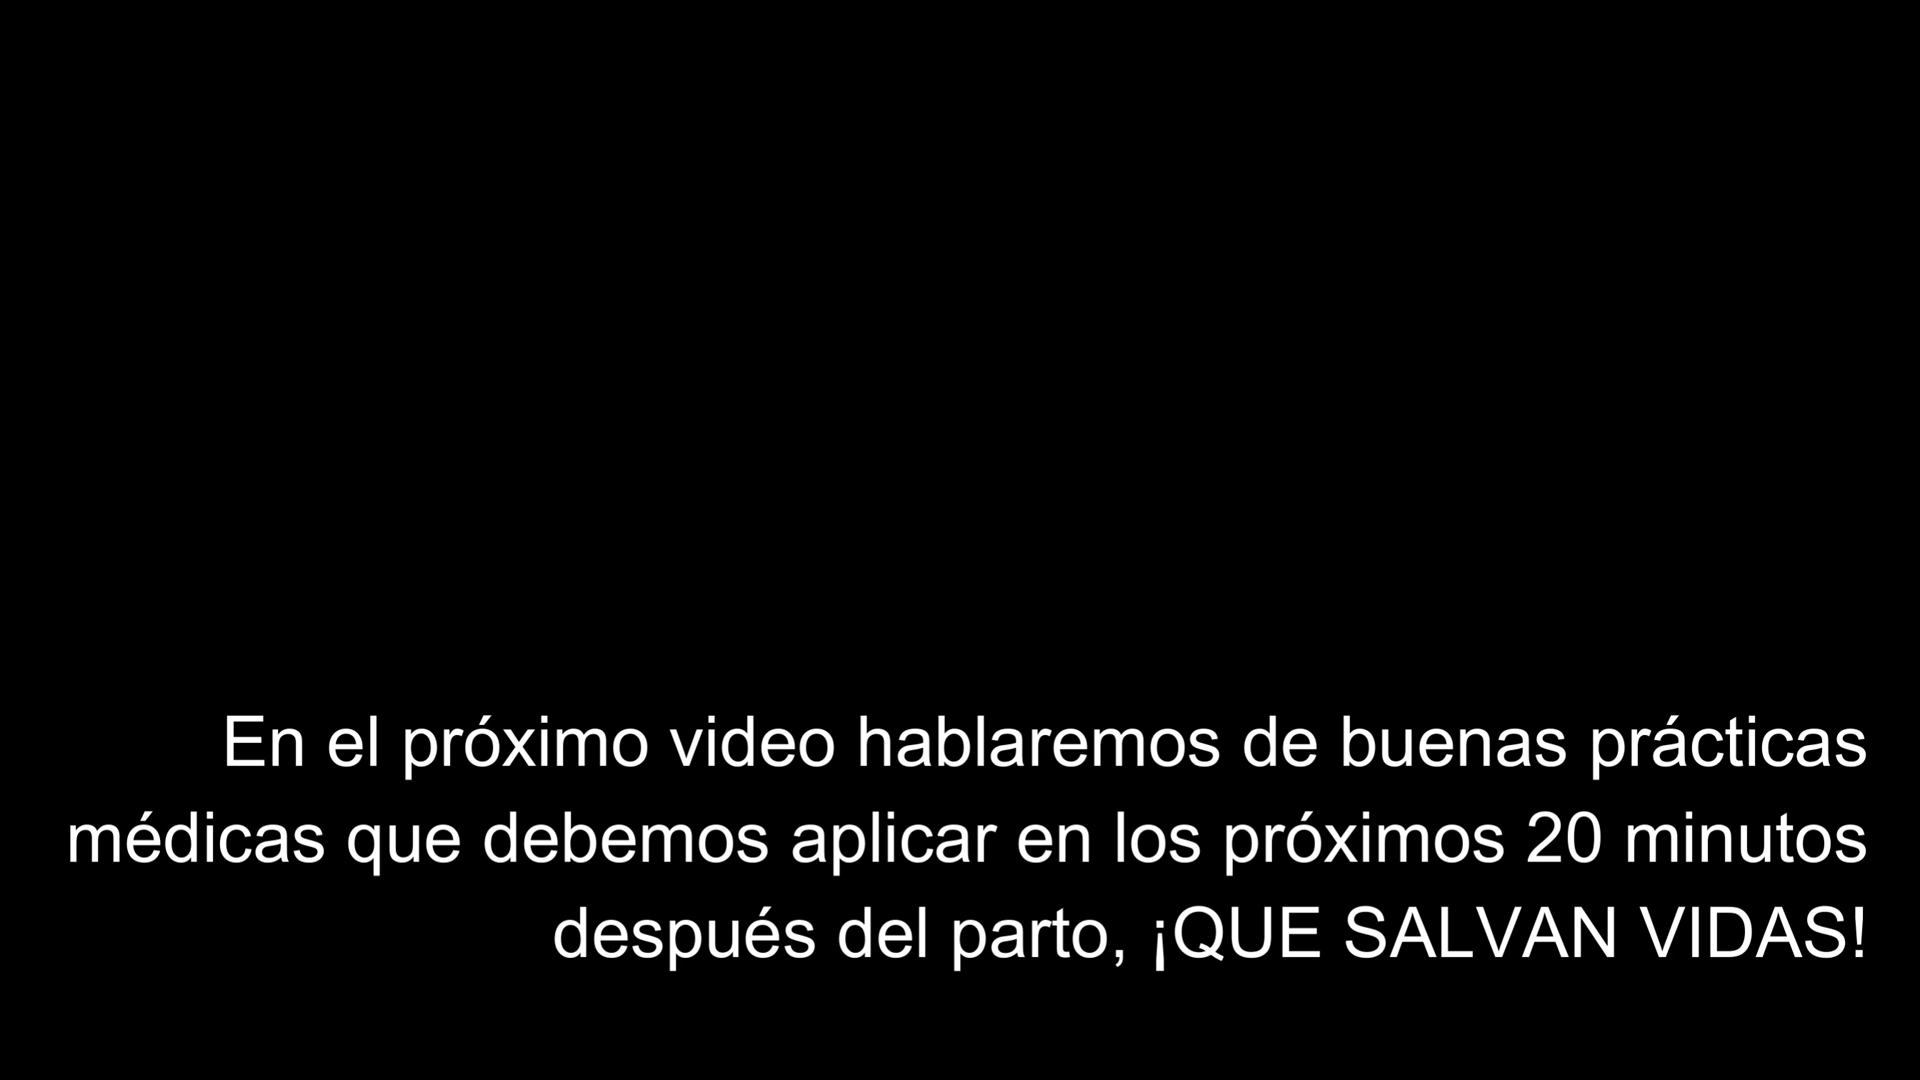 En el próximo video hablaremos de buenas prácticas
médicas que debemos aplicar en los próximos 20 minutos
después del parto, ¡QUE SALVAN VIDAS!